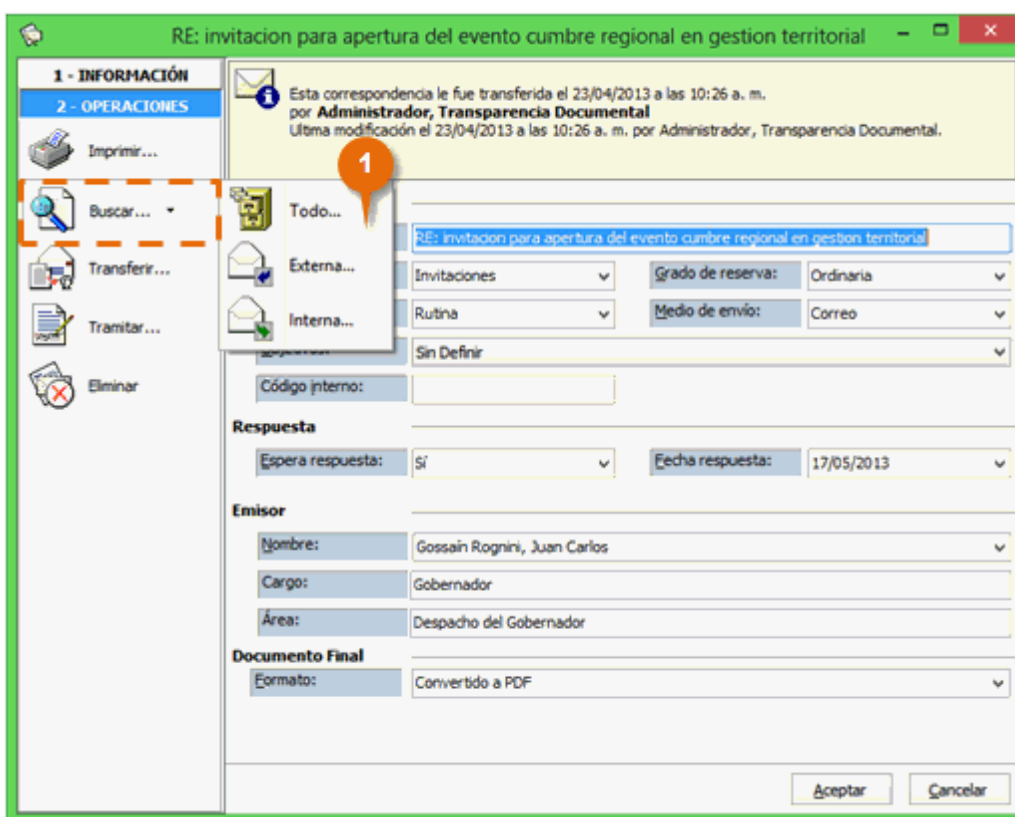 RE: invitacion para apertura del evento cumbre regional en gestion territorial
1 - INFORMACIÓN
2 - OPERACIONES
Imprimir...
Buscar...
Transferir...
Tramitar...
Eliminar
Esta correspondencia le fue transferida el 23/04/2013 a las 10:26 a. m.
por Administrador, Transparencia Documental
Ultima modificación el 23/04/2013 a las 10:26 a. m. por Administrador, Transparencia Documental.
1
Todo...
Externa...
Interna...
RE: invitacion para apertura del evento cumbre regional en gestion territorial
Invitaciones
Grado de reserva: Ordinaria
Rutina
Medio de envío: Correo
Sin Definir
Código interno:
Respuesta
Espera respuesta: Sí
Fecha respuesta: 17/05/2013
Emisor
Nombre: Gossaín Rognini, Juan Carlos
Cargo: Gobernador
Área: Despacho del Gobernador
Documento Final
Formato: Convertido a PDF
Aceptar Cancelar